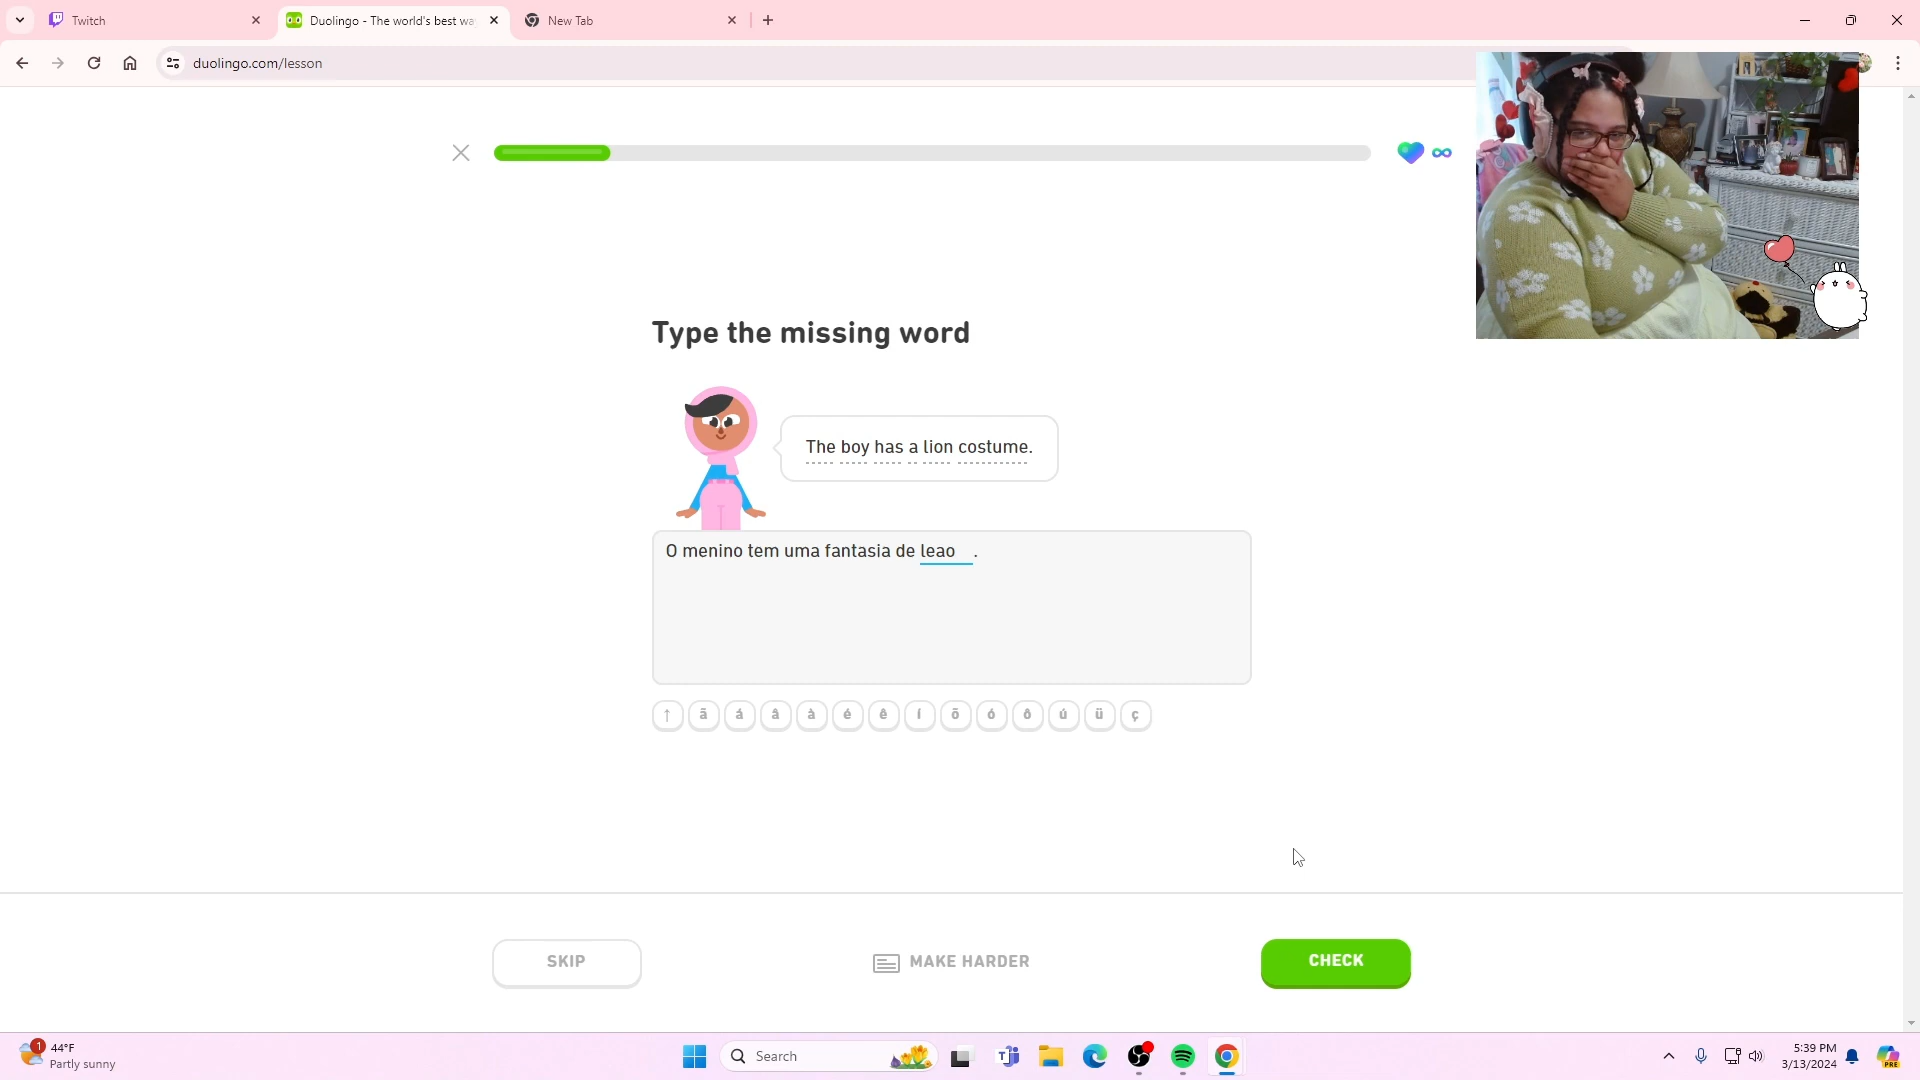 Twitch
Duolingo - The world's best wa
New Tab
duolingo.com/lesson
Type the missing word
The boy has a lion costume.
O menino tem uma fantasia de leao .
↑ ã á â à é ê í õ ó ô ú ü ç
SKIP
MAKE HARDER
CHECK
1
44°F
Partly sunny
Search
5:39 PM
3/13/2024
PRE